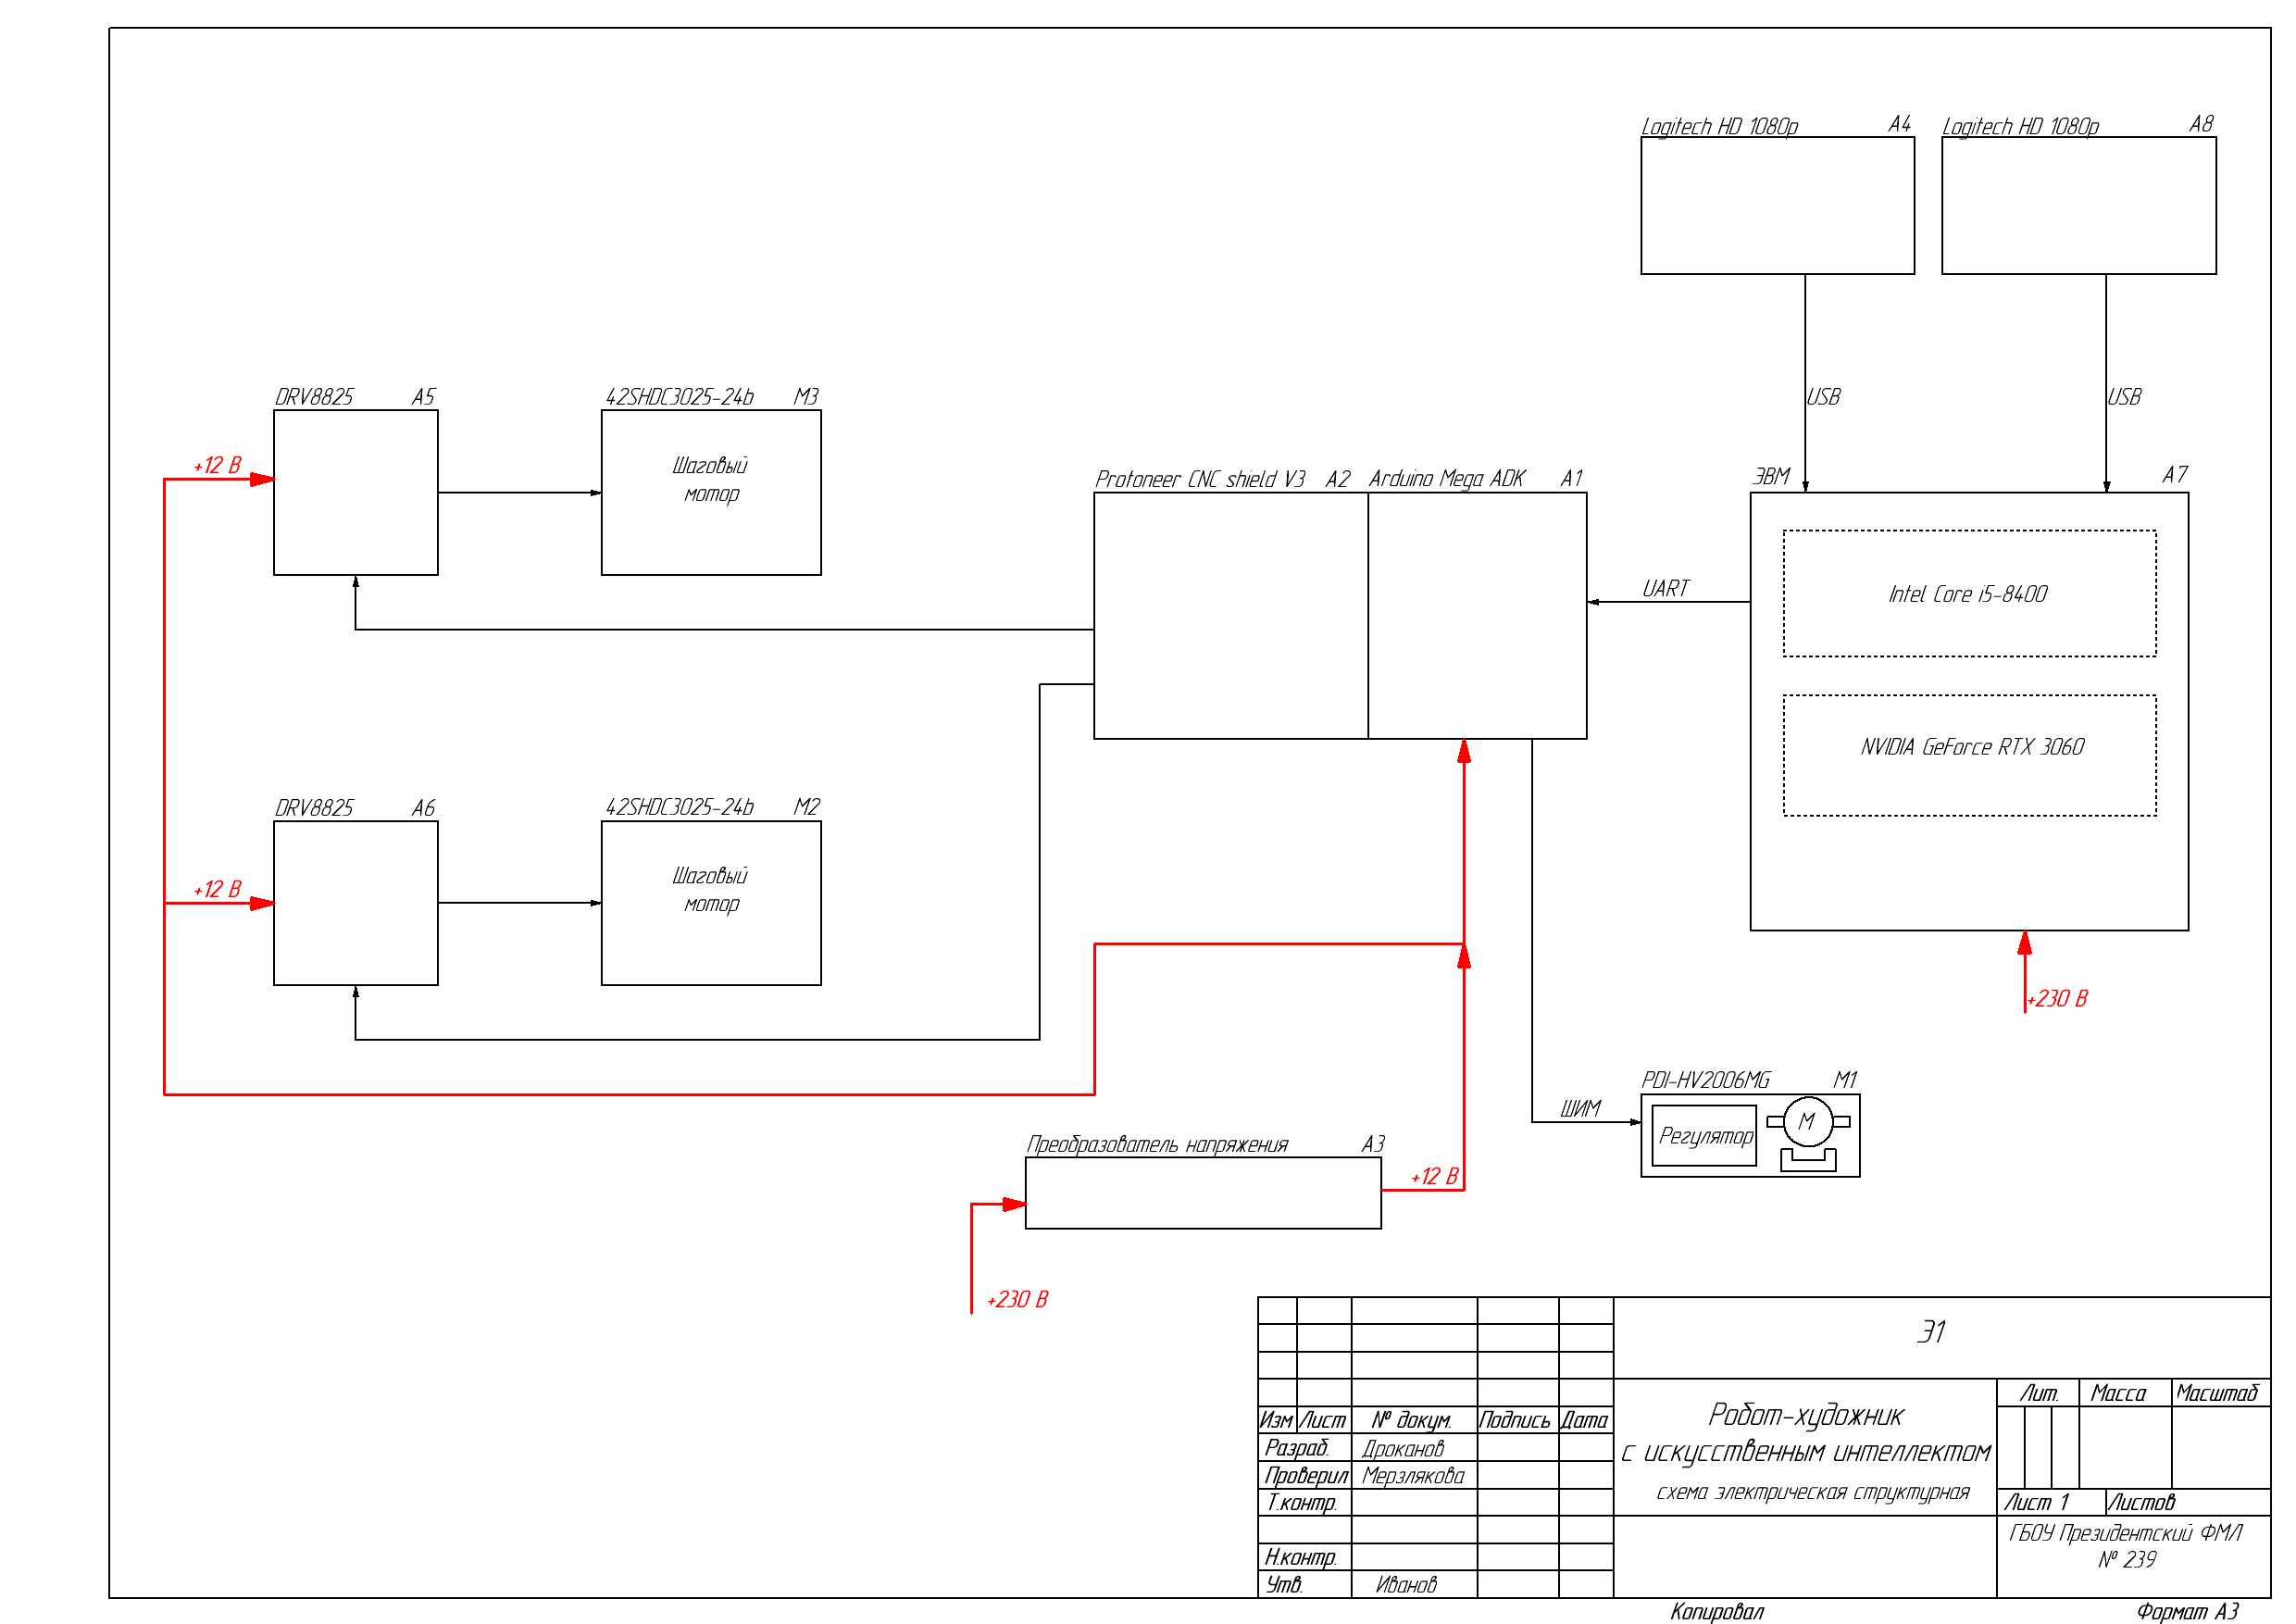 Logitech HD 1080p A4 Logitech HD 1080p A8
USB USB
DRV8825 A5 42SHDC3025-24b М3
+12 В
Шаговый
мотор
Protoneer CNC shield V3 A2 Arduino Mega ADK A1
ЭВМ A7
UART
Intel Core i5-8400
NVIDIA GeForce RTX 3060
DRV8825 A6 42SHDC3025-24b М2
+12 В
Шаговый
мотор
+230 В
PDI-HV2006MG М1
ШИМ
Регулятор М
Преобразователь напряжения А3
+12 В
+230 В
Э1
Изм Лист № докум. Подпись Дата
Разраб. Дроканов
Проверил Мерзлякова
Т.контр.
Н.контр.
Утв. Иванов
Робот-художник
с искусственным интеллектом
схема электрическая структурная
Лит. Масса Масштаб
Лист 1 Листов
ГБОУ Президентский ФМЛ
№ 239
Копировал Формат А3